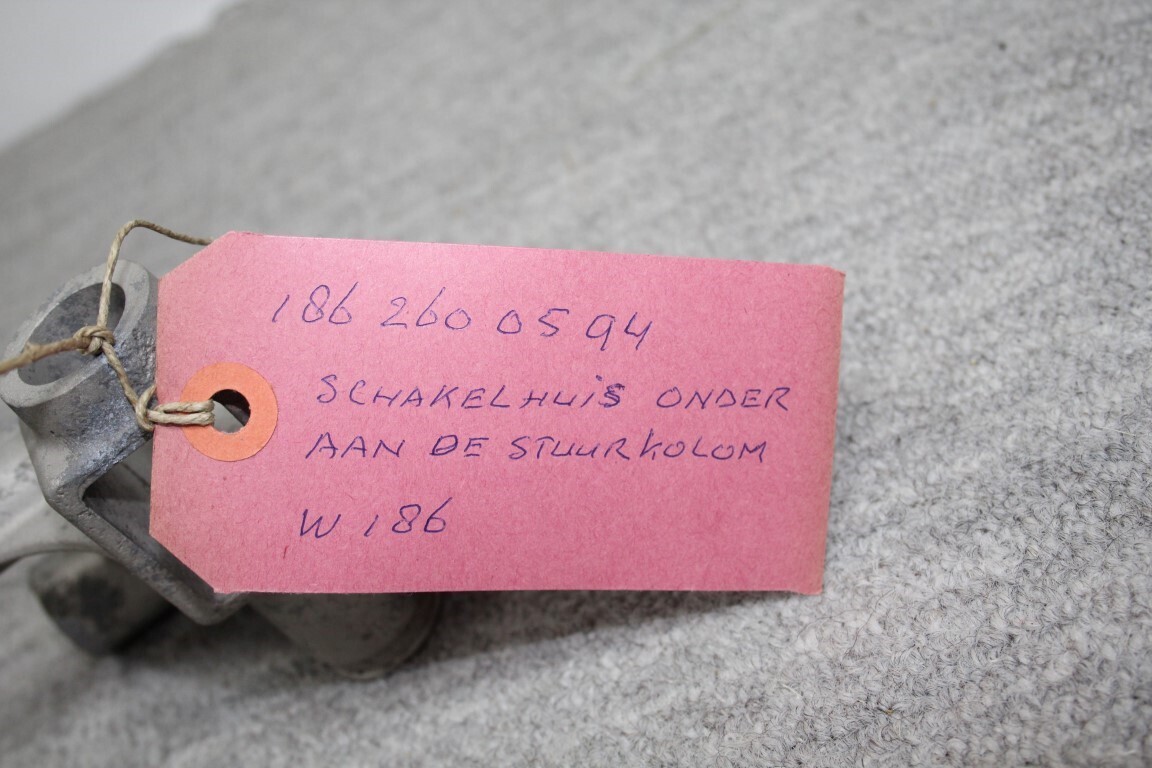 186 260 05 94
SCHAKELHUIS ONDER
AAN DE STUURKOLOM
W 186